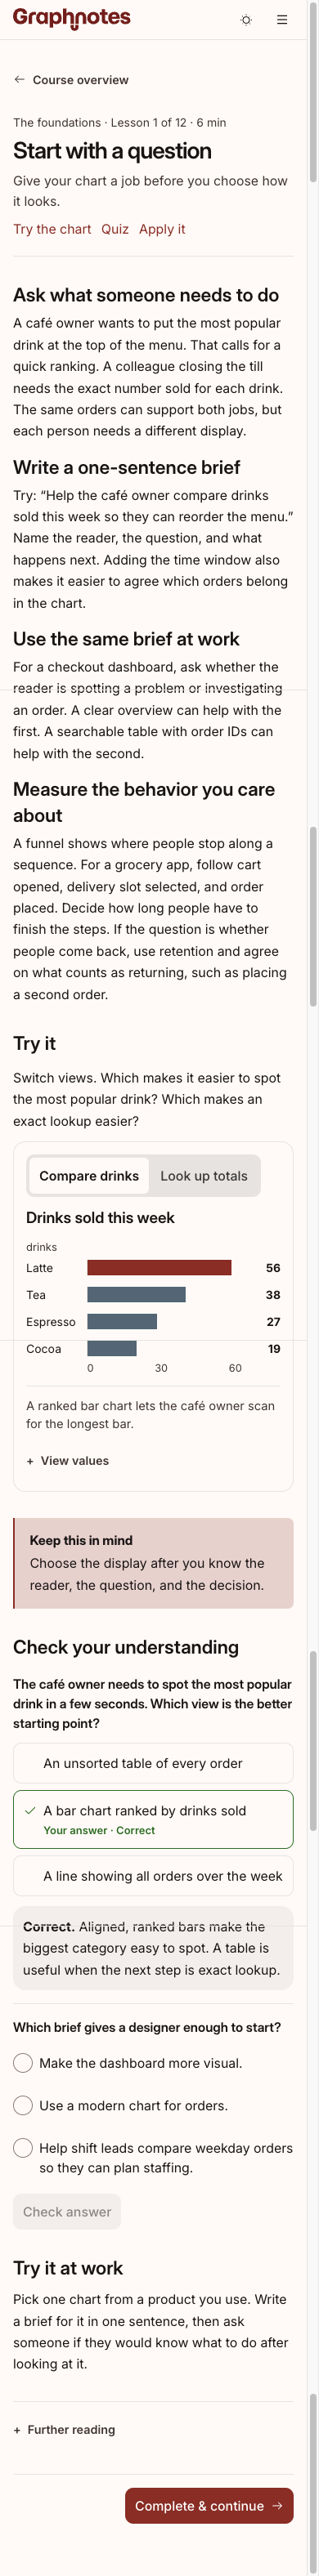 Graphnotes
Course overview
The foundations · Lesson 1 of 12 · 6 min
Start with a question
Give your chart a job before you choose how
it looks.
Try the chart Quiz Apply it
Ask what someone needs to do
A café owner wants to put the most popular
drink at the top of the menu. That calls for a
quick ranking. A colleague closing the till
needs the exact number sold for each drink.
The same orders can support both jobs, but
each person needs a different display.
Write a one-sentence brief
Try: “Help the café owner compare drinks
sold this week so they can reorder the menu.”
Name the reader, the question, and what
happens next. Adding the time window also
makes it easier to agree which orders belong
in the chart.
Use the same brief at work
For a checkout dashboard, ask whether the
reader is spotting a problem or investigating
an order. A clear overview can help with the
first. A searchable table with order IDs can
help with the second.
Measure the behavior you care
about
A funnel shows where people stop along a
sequence. For a grocery app, follow cart
opened, delivery slot selected, and order
placed. Decide how long people have to
finish the steps. If the question is whether
people come back, use retention and agree
on what counts as returning, such as placing
a second order.
Try it
Switch views. Which makes it easier to spot
the most popular drink? Which makes an
exact lookup easier?
Compare drinks Look up totals
Drinks sold this week
drinks
Latte 56
Tea 38
Espresso 27
Cocoa 19
0 30 60
A ranked bar chart lets the café owner scan
for the longest bar.
+ View values
Keep this in mind
Choose the display after you know the
reader, the question, and the decision.
Check your understanding
The café owner needs to spot the most popular
drink in a few seconds. Which view is the better
starting point?
An unsorted table of every order
A bar chart ranked by drinks sold
Your answer · Correct
A line showing all orders over the week
Correct. Aligned, ranked bars make the
biggest category easy to spot. A table is
useful when the next step is exact lookup.
Which brief gives a designer enough to start?
Make the dashboard more visual.
Use a modern chart for orders.
Help shift leads compare weekday orders
so they can plan staffing.
Check answer
Try it at work
Pick one chart from a product you use. Write
a brief for it in one sentence, then ask
someone if they would know what to do after
looking at it.
+ Further reading
Complete & continue